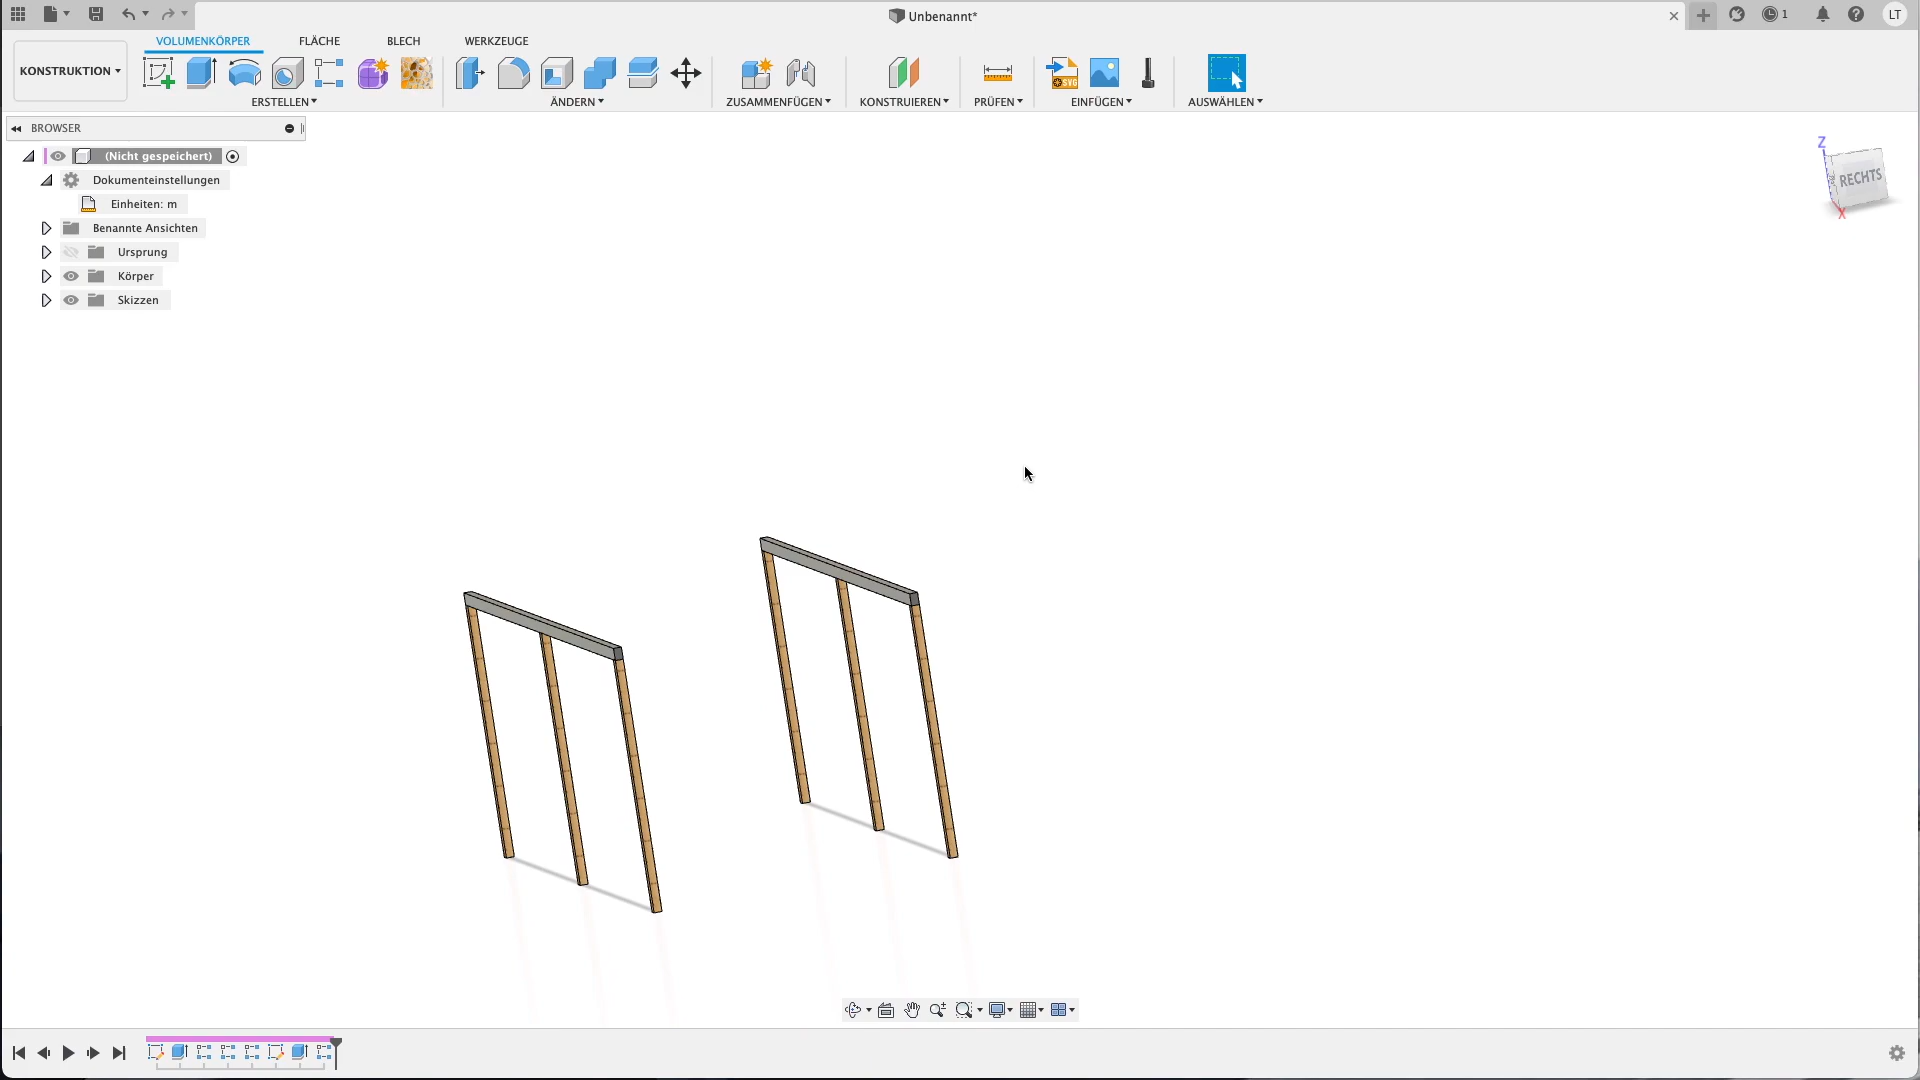 Unbenannt*
1
LT
KONSTRUKTION
VOLUMENKÖRPER
FLÄCHE
BLECH
WERKZEUGE
ERSTELLEN
ÄNDERN
ZUSAMMENFÜGEN
KONSTRUIEREN
PRÜFEN
SVG
EINFÜGEN
AUSWÄHLEN
BROWSER
(Nicht gespeichert)
Dokumenteinstellungen
Einheiten: m
Benannte Ansichten
Ursprung
Körper
Skizzen
Z
RECHTS
X